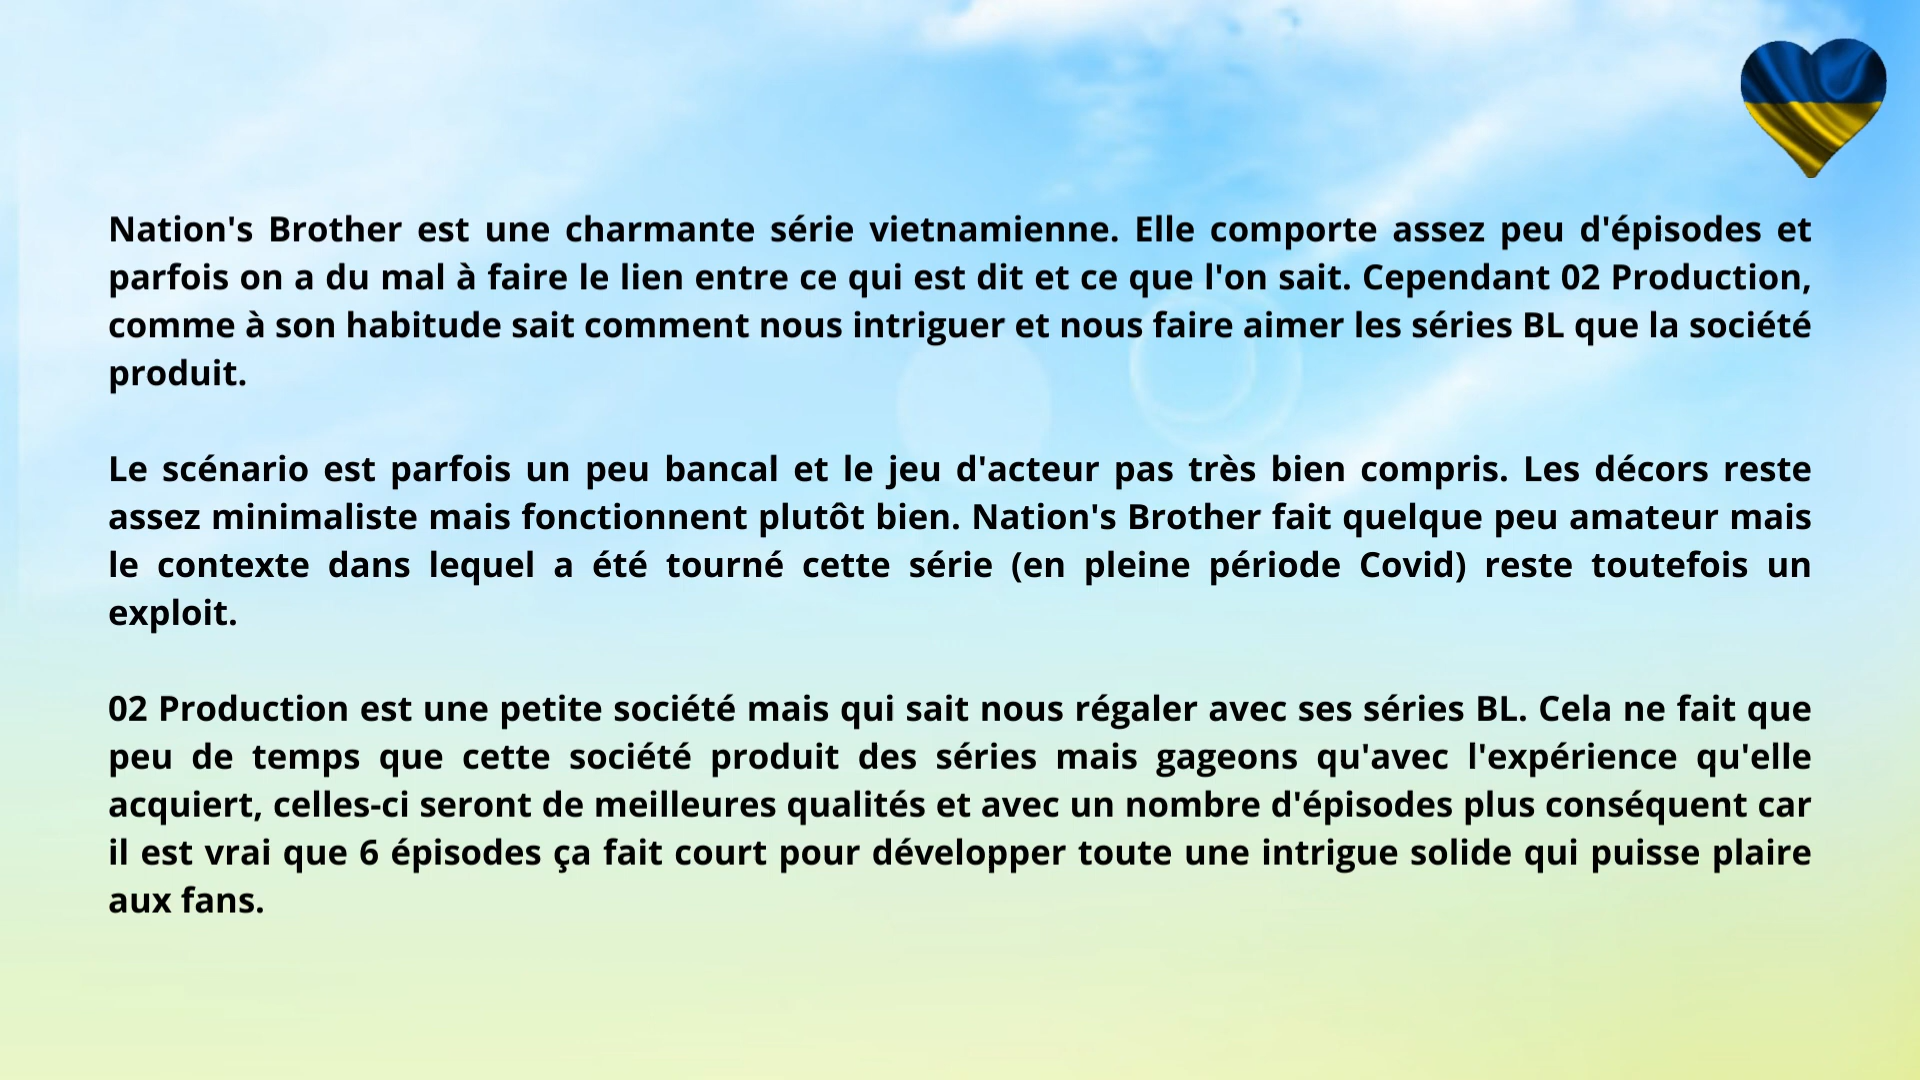 Nation's Brother est une charmante série vietnamienne. Elle comporte assez peu d'épisodes et
parfois on a du mal à faire le lien entre ce qui est dit et ce que l'on sait. Cependant 02 Production,
comme à son habitude sait comment nous intriguer et nous faire aimer les séries BL que la société
produit.
Le scénario est parfois un peu bancal et le jeu d'acteur pas très bien compris. Les décors reste
assez minimaliste mais fonctionnent plutôt bien. Nation's Brother fait quelque peu amateur mais
le contexte dans lequel a été tourné cette série (en pleine période Covid) reste toutefois un
exploit.
02 Production est une petite société mais qui sait nous régaler avec ses séries BL. Cela ne fait que
peu de temps que cette société produit des séries mais gageons qu'avec l'expérience qu'elle
acquiert, celles-ci seront de meilleures qualités et avec un nombre d'épisodes plus conséquent car
il est vrai que 6 épisodes ça fait court pour développer toute une intrigue solide qui puisse plaire
aux fans.